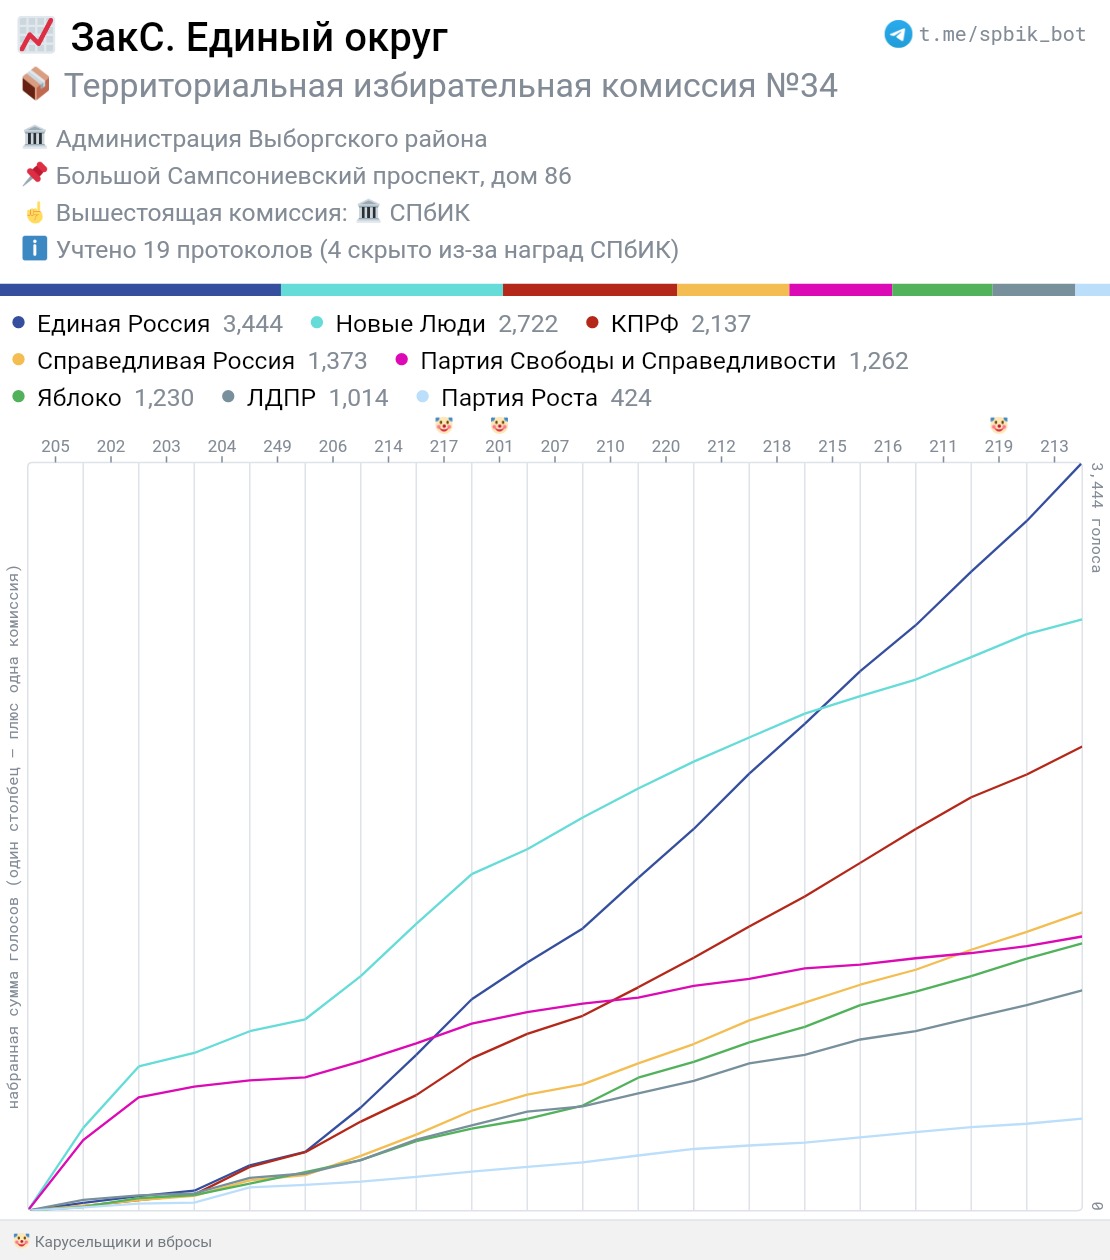 ЗакС. Единый округ
t.me/spbik_bot
Территориальная избирательная комиссия №34
Администрация Выборгского района
Большой Сампсониевский проспект, дом 86
Вышестоящая комиссия: СПбИК
Учтено 19 протоколов (4 скрыто из-за наград СПбИК)
Единая Россия 3,444 Новые Люди 2,722 КПРФ 2,137
Справедливая Россия 1,373 Партия Свободы и Справедливости 1,262
Яблоко 1,230 ЛДПР 1,014 Партия Роста 424
205 202 203 204 249 206 214 217 201 207 210 220 212 218 215 216 211 219 213
3,444 голоса
набранная сумма голосов (один столбец — плюс одна комиссия)
0
Карусельщики и вбросы